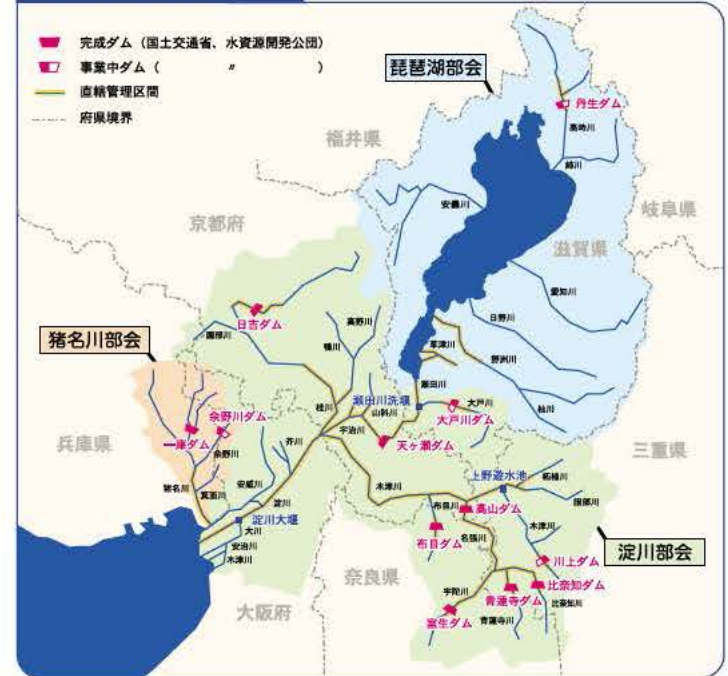 完成ダム（国土交通省、水資源開発公団）
事業中ダム（　　〃　　）
直轄管理区間
府県境界
琵琶湖部会
丹生ダム
高時川
姉川
福井県
岐阜県
安曇川
京都府
滋賀県
愛知川
日野川
日吉ダム
園部川
高野川
鴨川
草津川
野洲川
猪名川部会
瀬田川
杣川
桂川
瀬田川洗堰
山科川
大戸川
大戸川ダム
余野川ダム
宇治川
天ヶ瀬ダム
兵庫県
一庫ダム
余野川
芥川
三重県
上野遊水池
柘植川
猪名川
箕面川
安威川
木津川
服部川
淀川
布目川
高山ダム
淀川大堰
大川
木津川
名張川
布目ダム
淀川部会
安治川
木津川
川上ダム
奈良県
比奈知ダム
宇陀川
青蓮寺ダム
比奈知川
大阪府
室生ダム
青蓮寺川